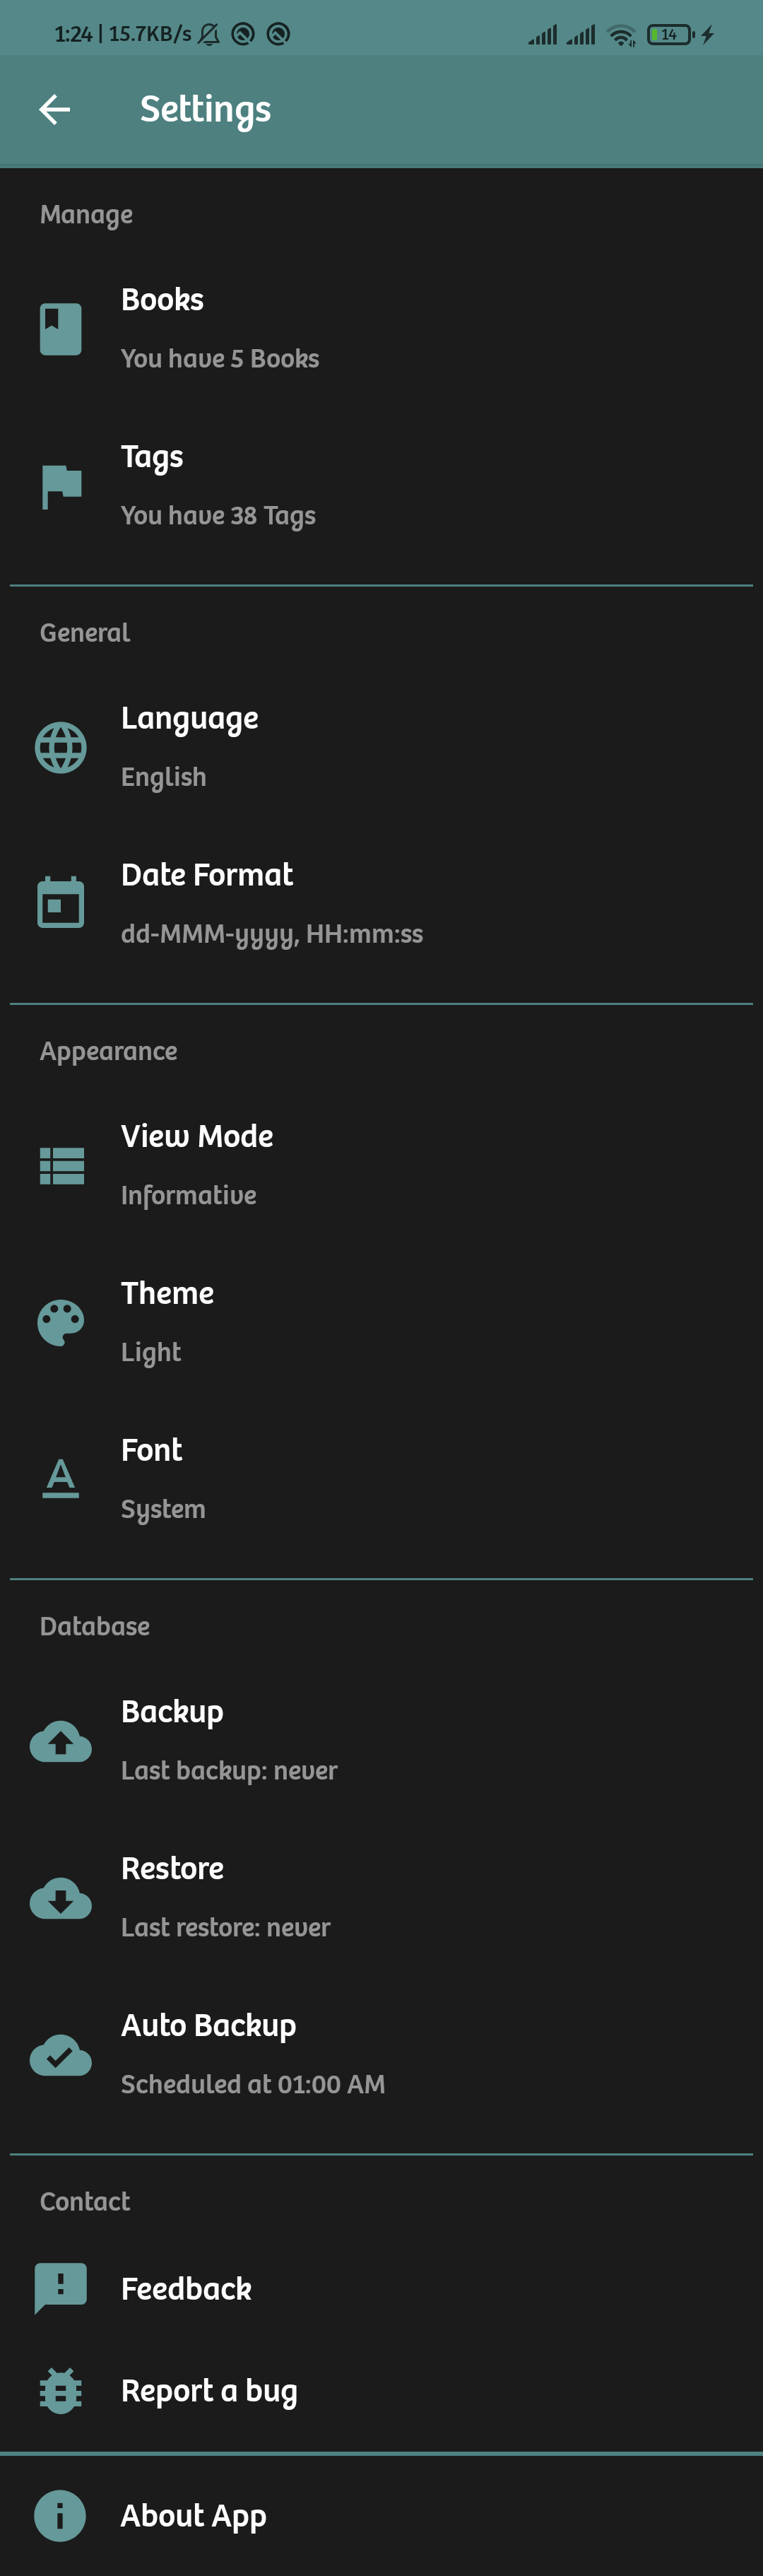 1:24 | 15.7KB/s 14
Settings
Manage
Books
You have 5 Books
Tags
You have 38 Tags
General
Language
English
Date Format
dd-MMM-yyyy, HH:mm:ss
Appearance
View Mode
Informative
Theme
Light
Font
System
Database
Backup
Last backup: never
Restore
Last restore: never
Auto Backup
Scheduled at 01:00 AM
Contact
Feedback
Report a bug
About App